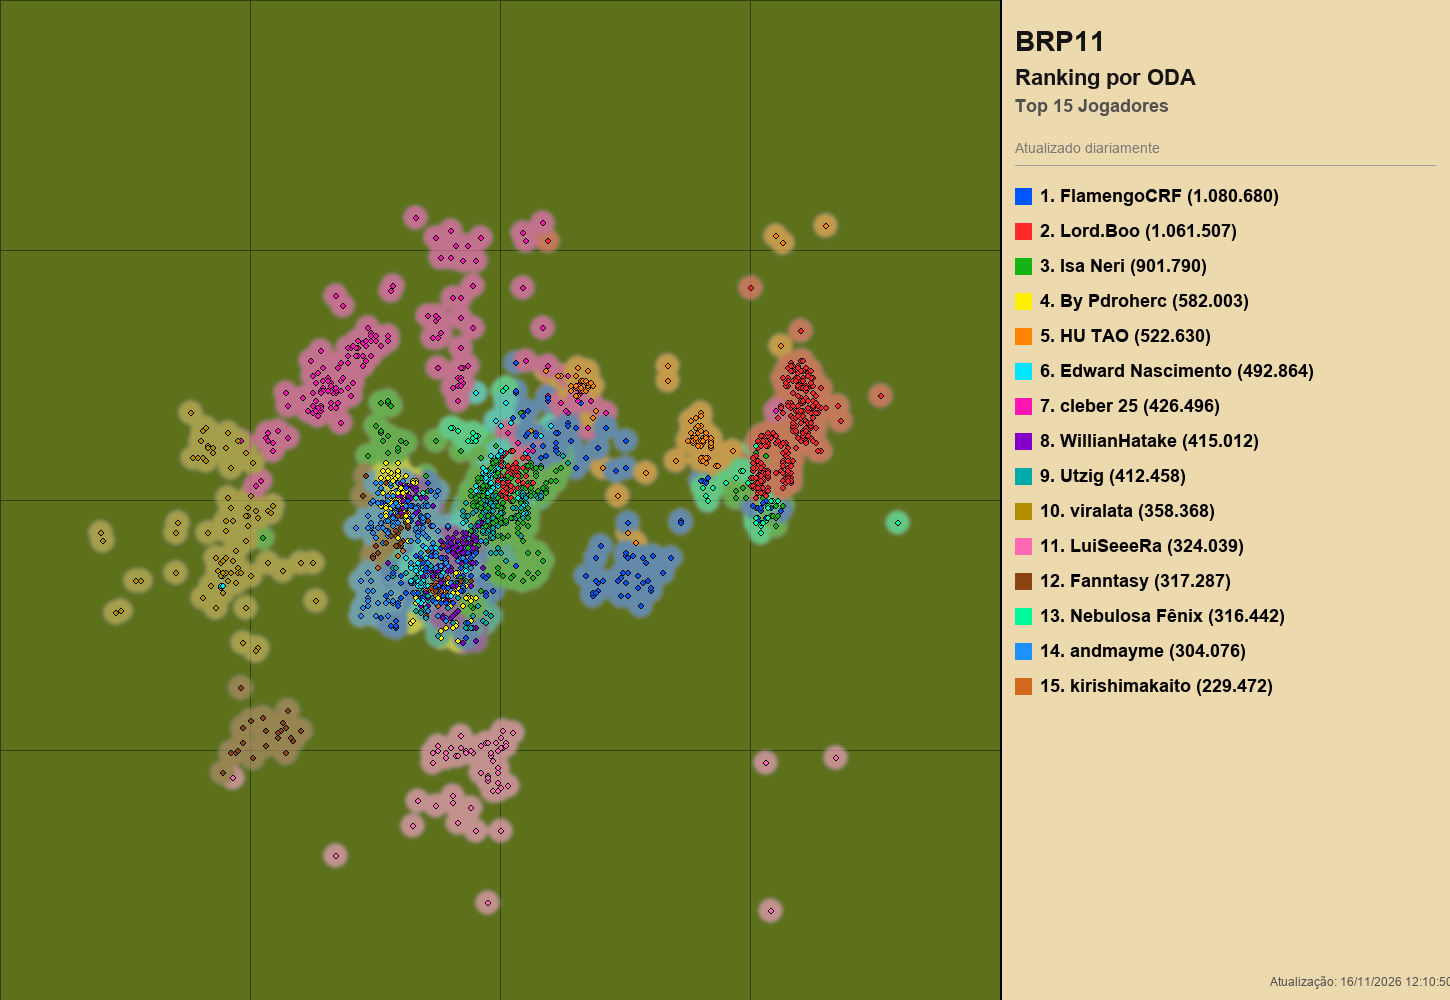 BRP11
Ranking por ODA
Top 15 Jogadores
Atualizado diariamente
1. FlamengoCRF (1.080.680)
2. Lord.Boo (1.061.507)
3. Isa Neri (901.790)
4. By Pdroherc (582.003)
5. HU TAO (522.630)
6. Edward Nascimento (492.864)
7. cleber 25 (426.496)
8. WillianHatake (415.012)
9. Utzig (412.458)
10. viralata (358.368)
11. LuiSeeeRa (324.039)
12. Fanntasy (317.287)
13. Nebulosa Fênix (316.442)
14. andmayme (304.076)
15. kirishimakaito (229.472)
Atualização: 16/11/2026 12:10:50